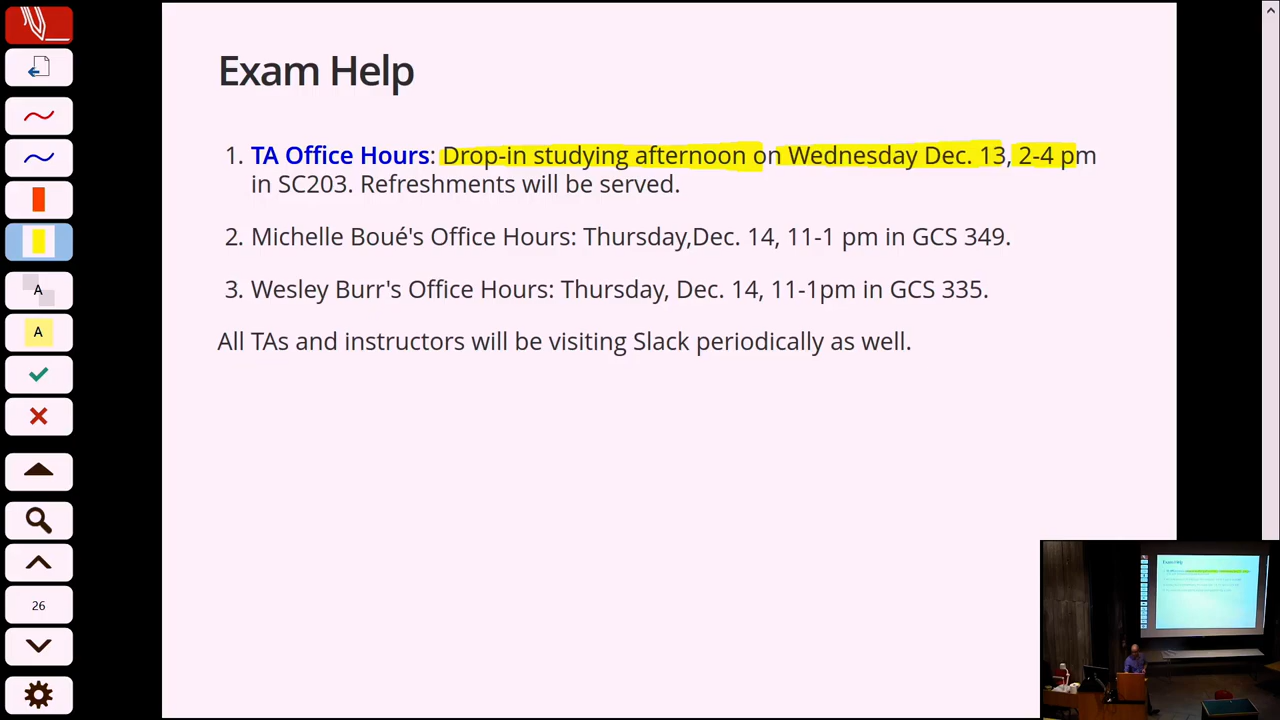 Exam Help
1. TA Office Hours: Drop-in studying afternoon on Wednesday Dec. 13, 2-4 pm
in SC203. Refreshments will be served.
2. Michelle Boué's Office Hours: Thursday,Dec. 14, 11-1 pm in GCS 349.
3. Wesley Burr's Office Hours: Thursday, Dec. 14, 11-1pm in GCS 335.
All TAs and instructors will be visiting Slack periodically as well.
A
A
26
Exam Help